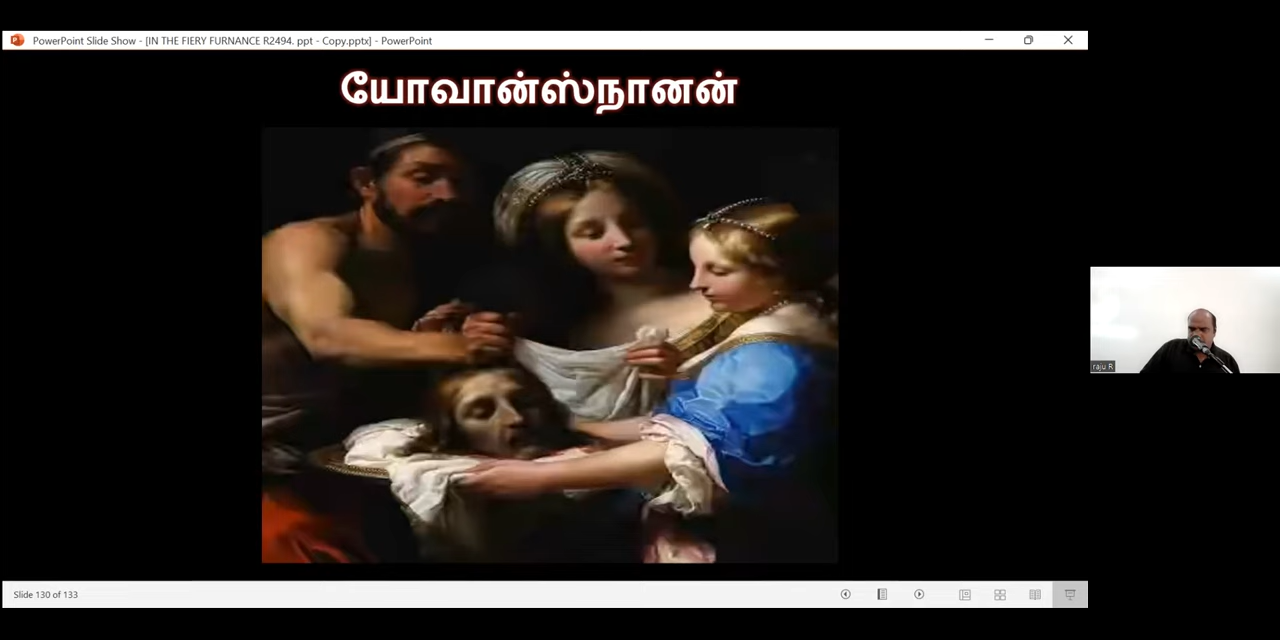 PowerPoint Slide Show - [IN THE FIERY FURNANCE R2494. ppt - Copy.pptx] - PowerPoint
யோவான்ஸ்நானன்
raju R
Slide 130 of 133